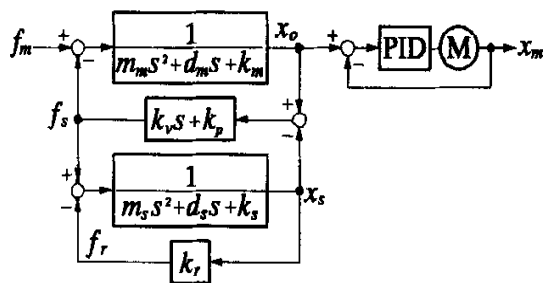 f_m + − 1 x_o + − PID M x_m
m_m s²+d_m s+k_m
f_s k_v s+k_p + −
+ − 1 x_s
m_s s²+d_s s+k_s
f_r k_r